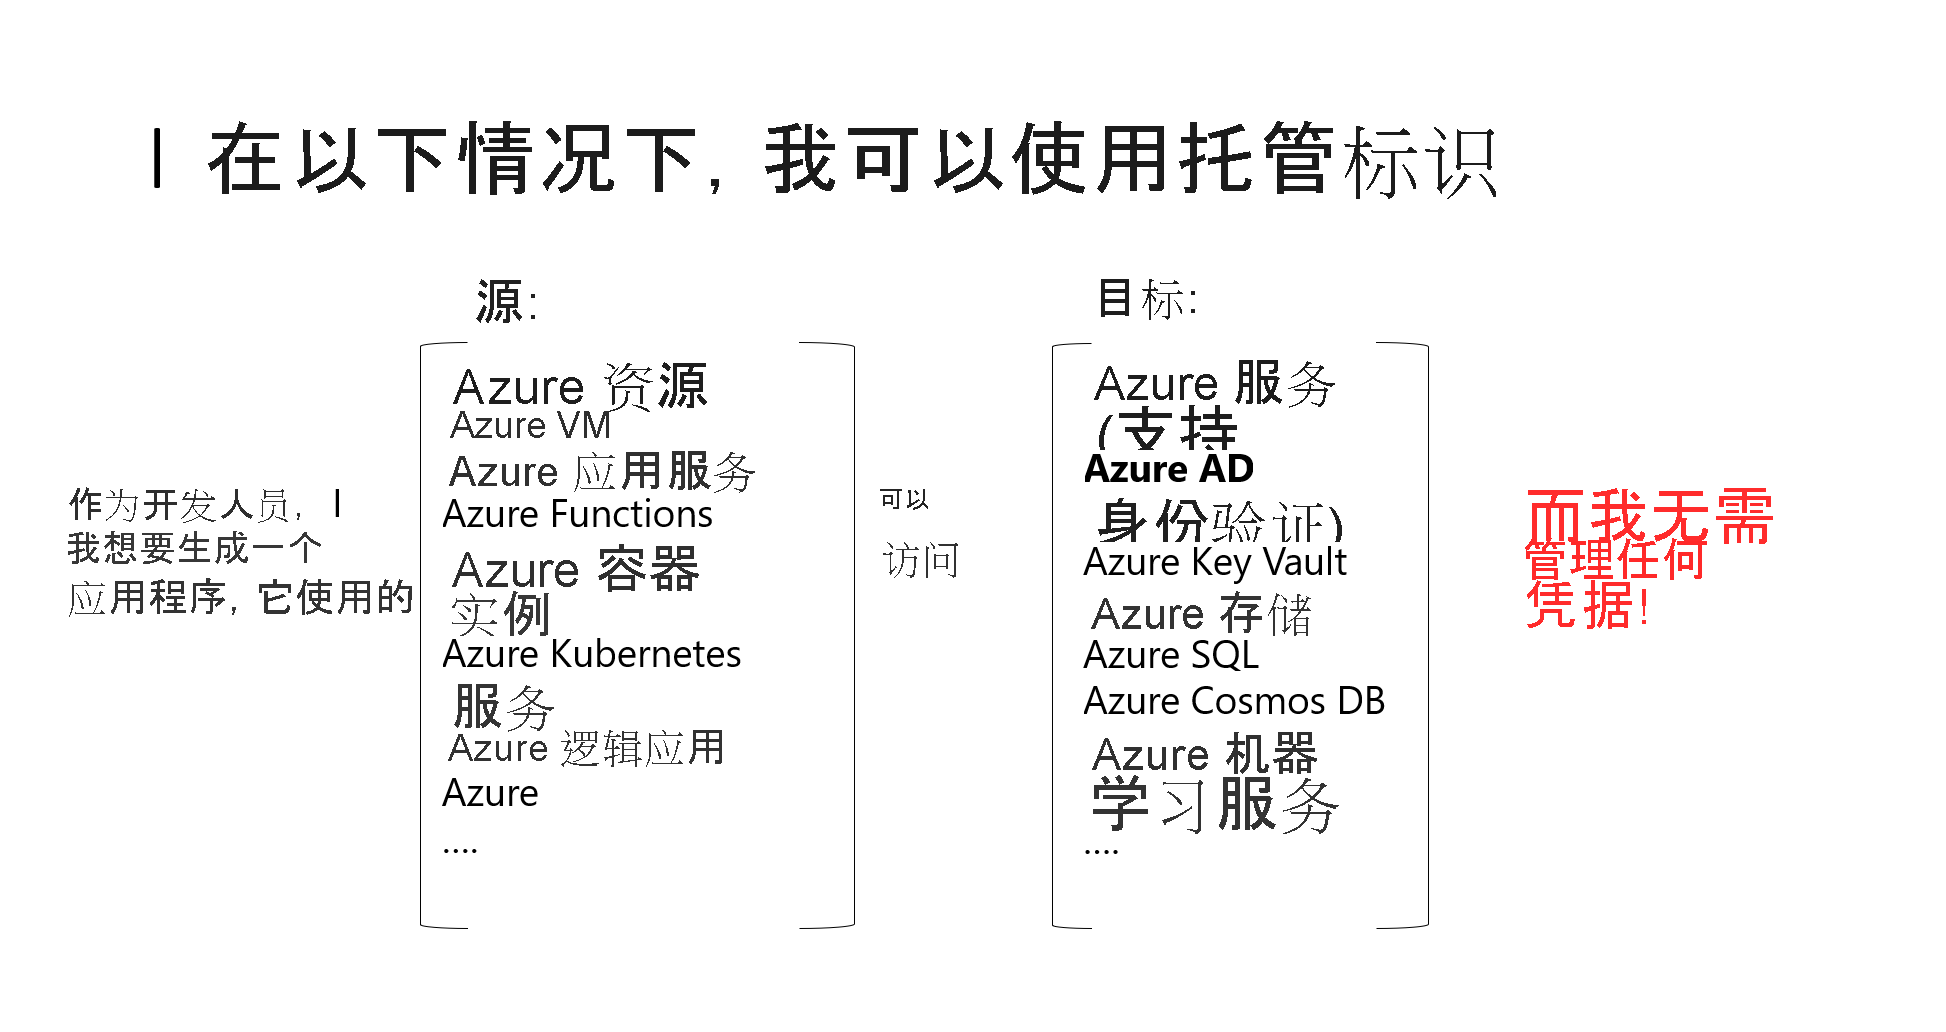 | 在以下情况下, 我可以使用托管标识
源:
Azure 资源
Azure VM
Azure 应用服务
Azure Functions
Azure 容器
实例
Azure Kubernetes
服务
Azure 逻辑应用
Azure
....
目标:
Azure 服务
(支持
Azure AD
身份验证)
Azure Key Vault
Azure 存储
Azure SQL
Azure Cosmos DB
Azure 机器
学习服务
....
作为开发人员, |
我想要生成一个
应用程序, 它使用的
可以
访问
而我无需
管理任何
凭据!